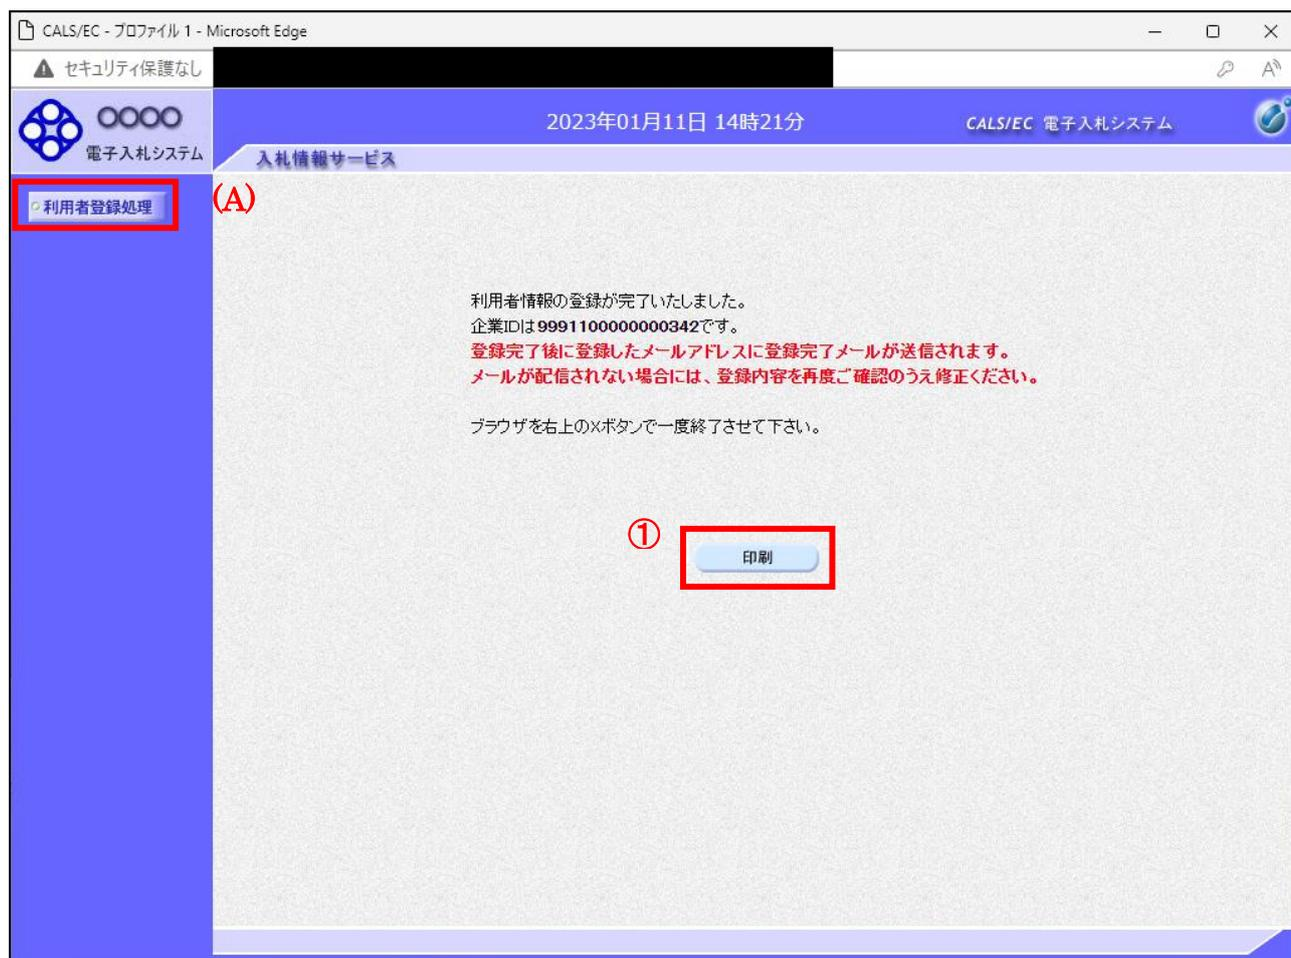 CALS/EC - プロファイル 1 - Microsoft Edge
セキュリティ保護なし
A
○○○○
電子入札システム
2023年01月11日 14時21分
CALS/EC 電子入札システム
入札情報サービス
利用者登録処理
(A)
利用者情報の登録が完了いたしました。
企業IDは9991100000000342です。
登録完了後に登録したメールアドレスに登録完了メールが送信されます。
メールが配信されない場合には、登録内容を再度ご確認のうえ修正ください。
ブラウザを右上の×ボタンで一度終了させて下さい。
①
印刷